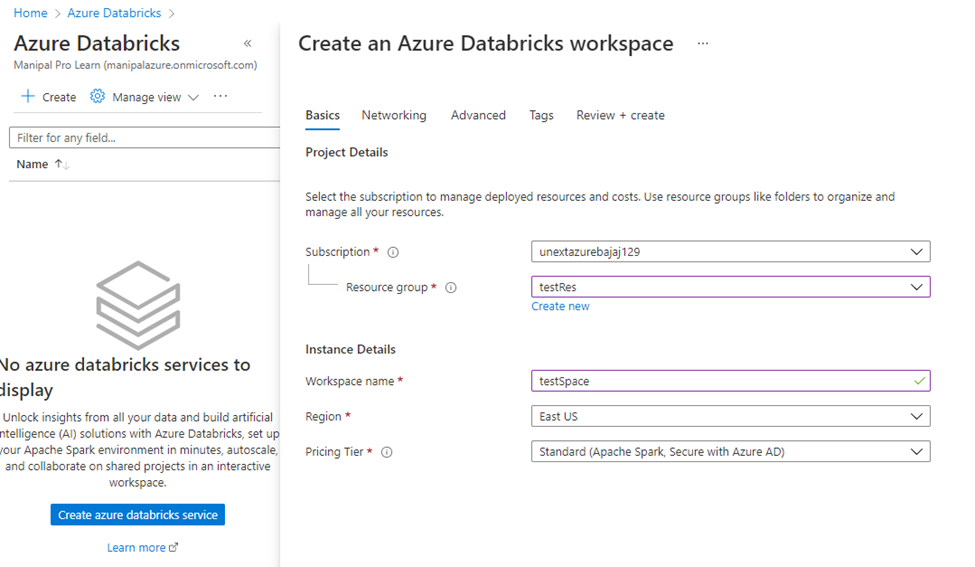 Home > Azure Databricks >
Azure Databricks «
Manipal Pro Learn (manipalazure.onmicrosoft.com)
+ Create Manage view ···
Filter for any field...
Name ↑↓
No azure databricks services to
display
Unlock insights from all your data and build artificial
ntelligence (AI) solutions with Azure Databricks, set up
your Apache Spark environment in minutes, autoscale,
and collaborate on shared projects in an interactive
workspace.
Create azure databricks service
Learn more
Create an Azure Databricks workspace ···
Basics Networking Advanced Tags Review + create
Project Details
Select the subscription to manage deployed resources and costs. Use resource groups like folders to organize and
manage all your resources.
Subscription * unextazurebajaj129
Resource group * testRes
Create new
Instance Details
Workspace name * testSpace
Region * East US
Pricing Tier * Standard (Apache Spark, Secure with Azure AD)